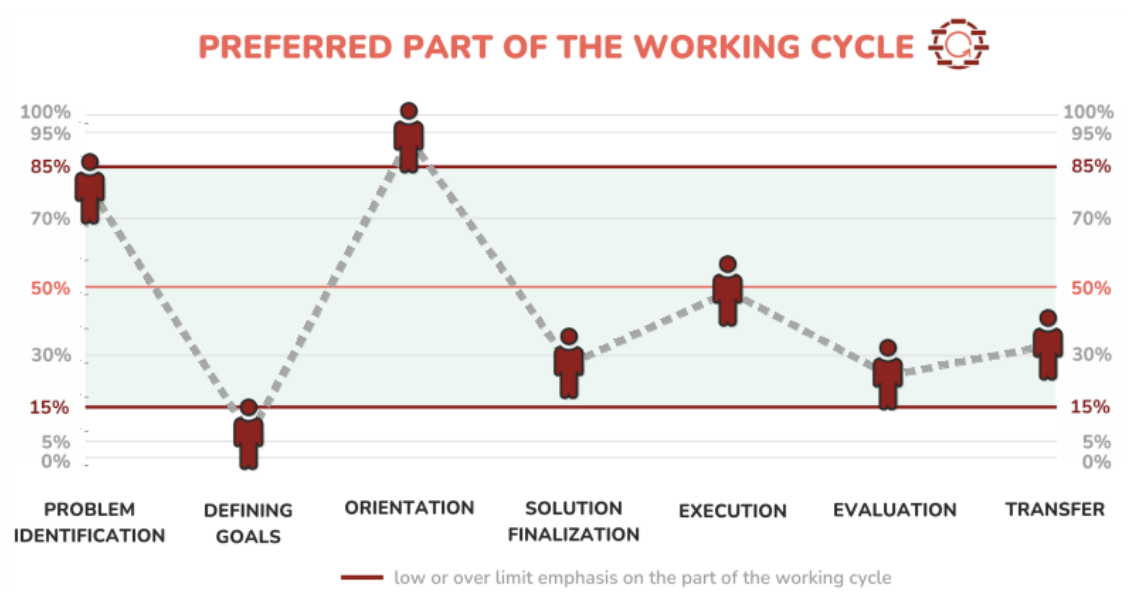 PREFERRED PART OF THE WORKING CYCLE
100% 100%
95% 95%
85% 85%
70% 70%
50% 50%
30% 30%
15% 15%
5% 5%
0% 0%
PROBLEM DEFINING ORIENTATION SOLUTION EXECUTION EVALUATION TRANSFER
IDENTIFICATION GOALS FINALIZATION
low or over limit emphasis on the part of the working cycle